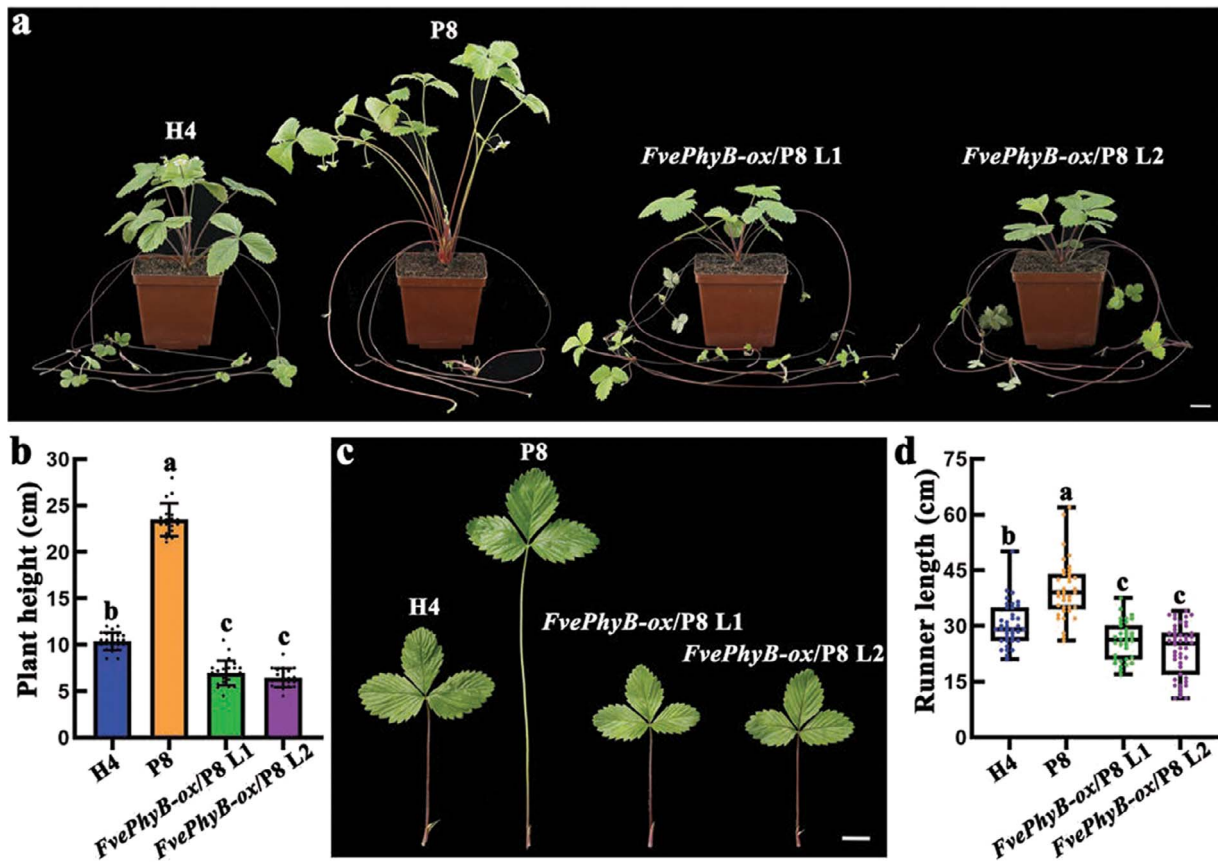 a
P8
H4
FvePhyB-ox/P8 L1
FvePhyB-ox/P8 L2
b
Plant height (cm)
30
25
20
15
10
5
0
b
a
c
c
H4
P8
FvePhyB-ox/P8 L1
FvePhyB-ox/P8 L2
c
P8
H4
FvePhyB-ox/P8 L1
FvePhyB-ox/P8 L2
d
Runner length (cm)
75
60
45
30
15
0
b
a
c
c
H4
P8
FvePhyB-ox/P8 L1
FvePhyB-ox/P8 L2